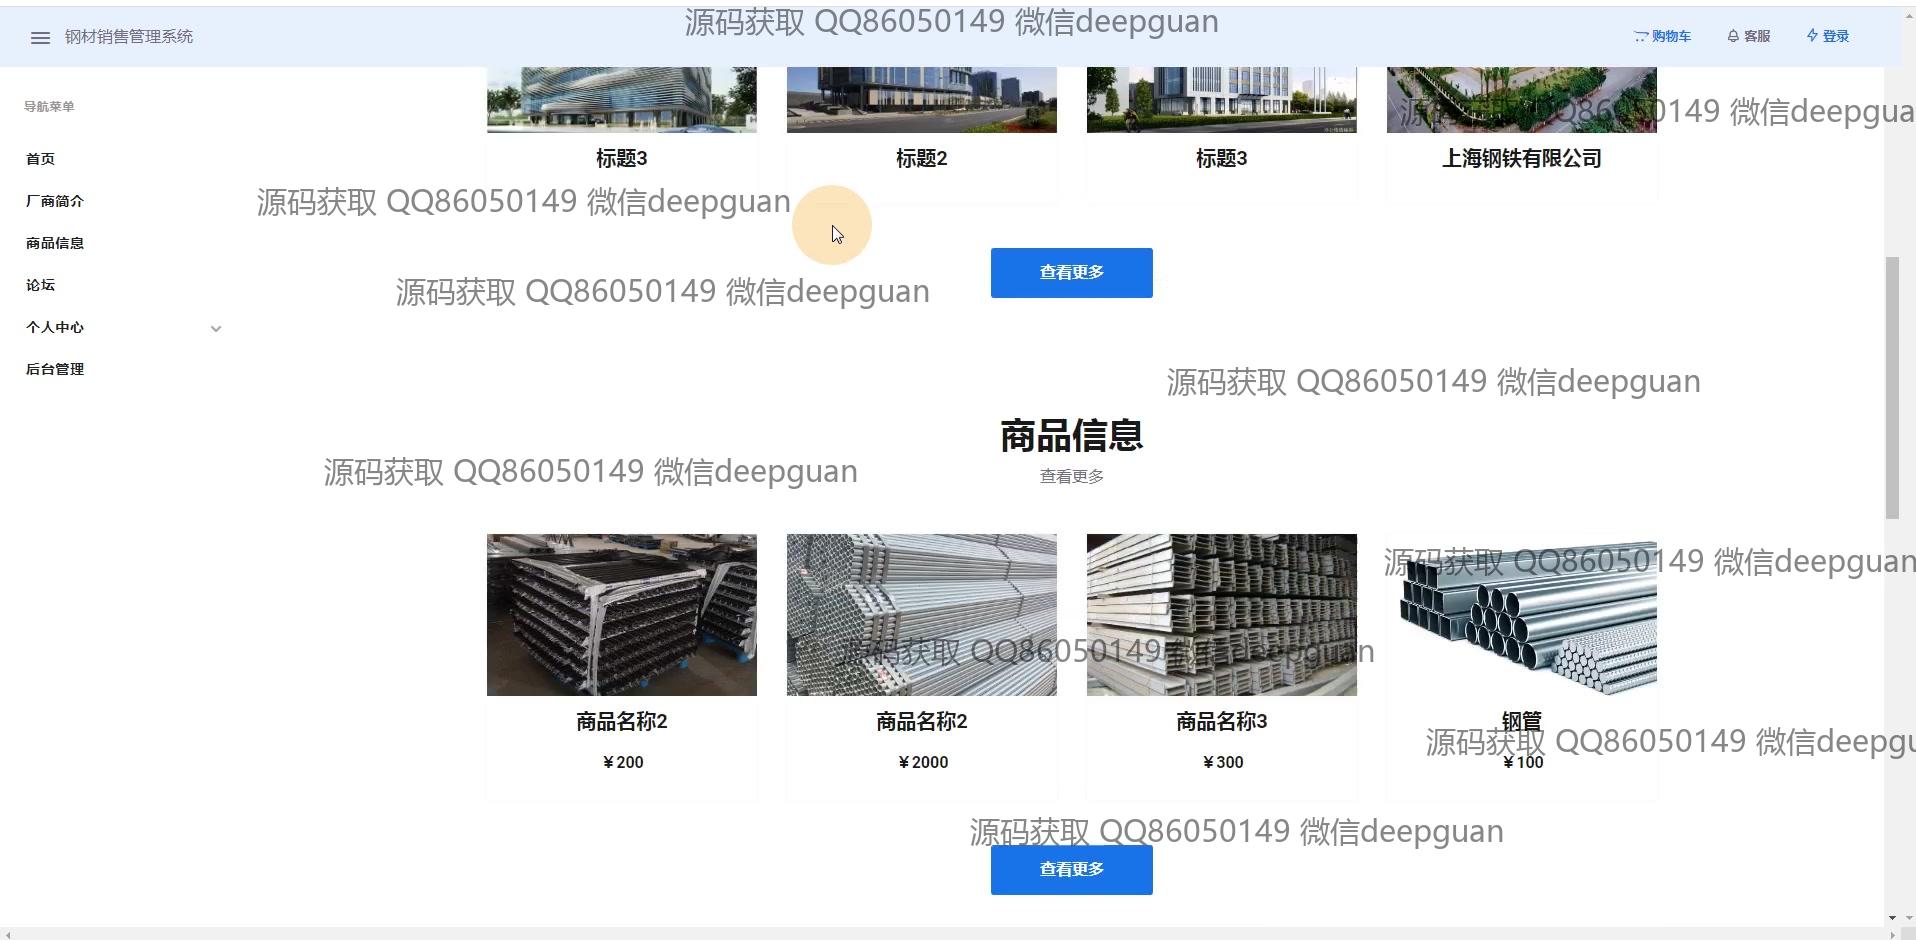 源码获取 QQ86050149 微信deepguan
钢材销售管理系统
购物车
客服
登录
导航菜单
源码获取 QQ86050149 微信deepgua
首页
标题3
标题2
标题3
上海钢铁有限公司
厂商简介
源码获取 QQ86050149 微信deepguan
商品信息
查看更多
论坛
源码获取 QQ86050149 微信deepguan
个人中心
后台管理
源码获取 QQ86050149 微信deepguan
商品信息
查看更多
源码获取 QQ86050149 微信deepguan
源码获取 QQ86050149 微信deepguan
源码获取 QQ86050149 微信deepguan
商品名称2
商品名称2
商品名称3
钢管
源码获取 QQ86050149 微信deepgu
￥200
￥2000
￥300
￥100
源码获取 QQ86050149 微信deepguan
查看更多